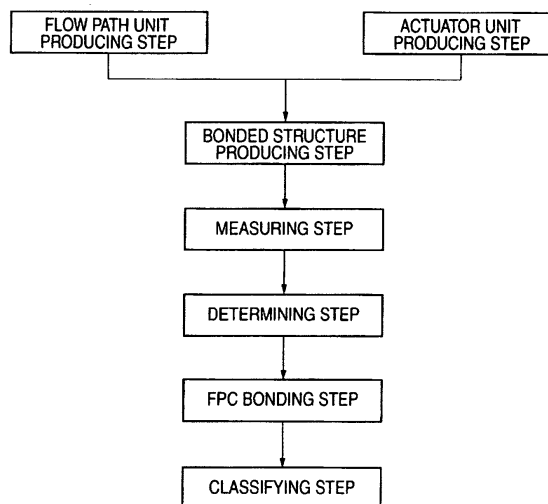 FLOW PATH UNIT
PRODUCING STEP
ACTUATOR UNIT
PRODUCING STEP
BONDED STRUCTURE
PRODUCING STEP
MEASURING STEP
DETERMINING STEP
FPC BONDING STEP
CLASSIFYING STEP